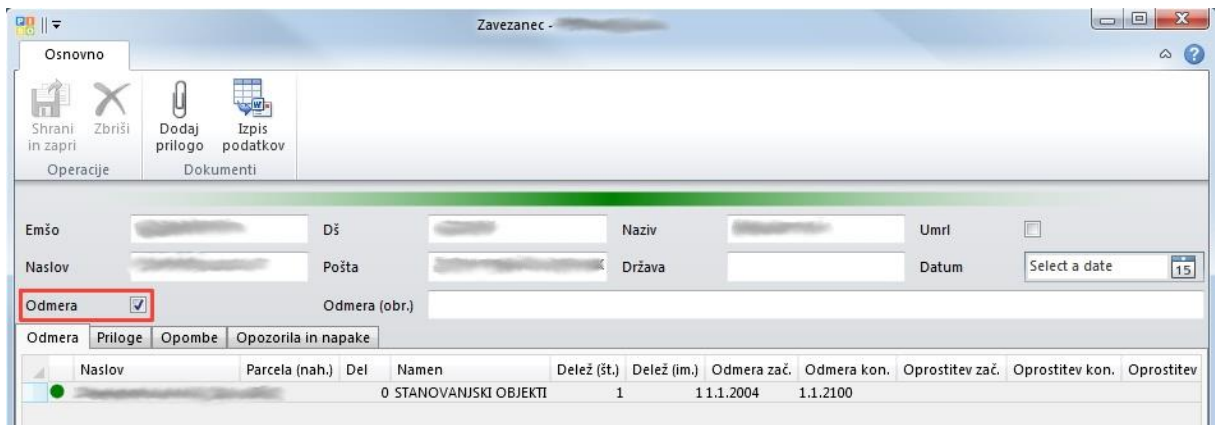 Zavezanec -
Osnovno
Shrani in zapri
Zbriši
Dodaj prilogo
Izpis podatkov
Operacije
Dokumenti
Emšo Dš Naziv Umrl
Naslov Pošta Država Datum Select a date 15
Odmera Odmera (obr.)
Odmera Priloge Opombe Opozorila in napake
Naslov Parcela (nah.) Del Namen Delež (št.) Delež (im.) Odmera zač. Odmera kon. Oprostitev zač. Oprostitev kon. Oprostitev
0 STANOVANJSKI OBJEKTI 1 1 1.1.2004 1.1.2100